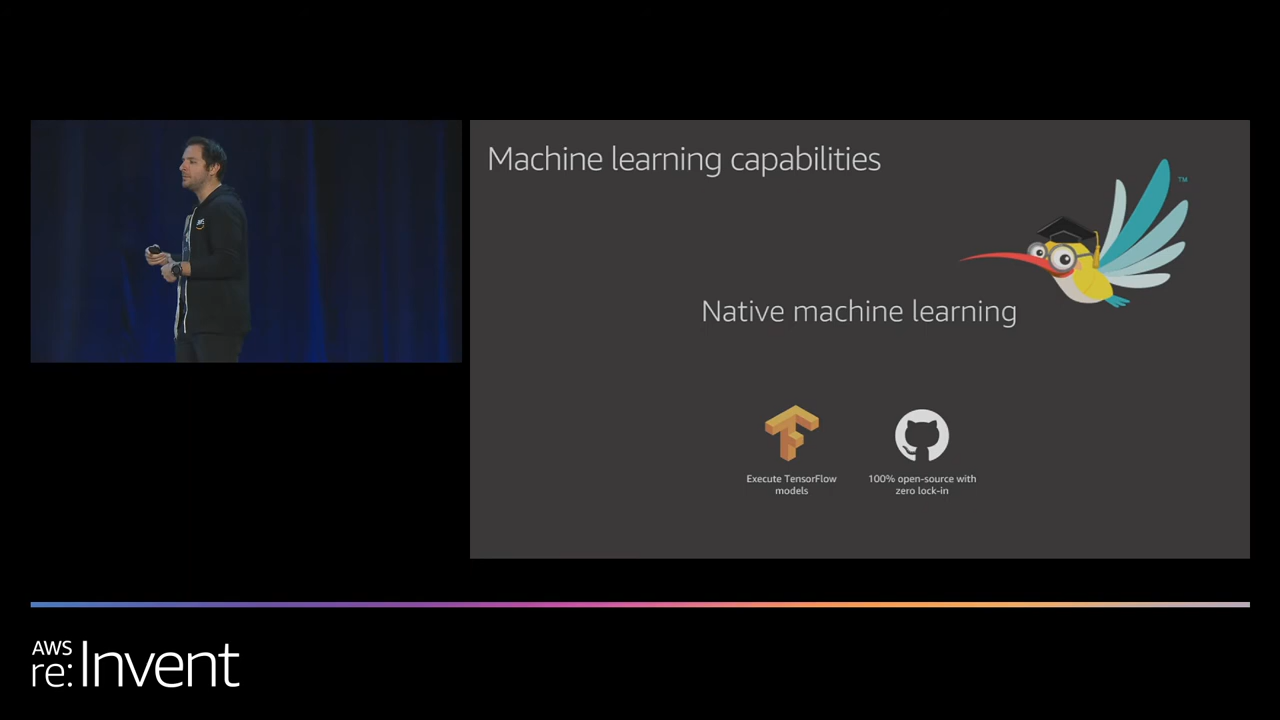 Machine learning capabilities
TM
Native machine learning
Execute TensorFlow
models
100% open-source with
zero lock-in
AWS
re:Invent